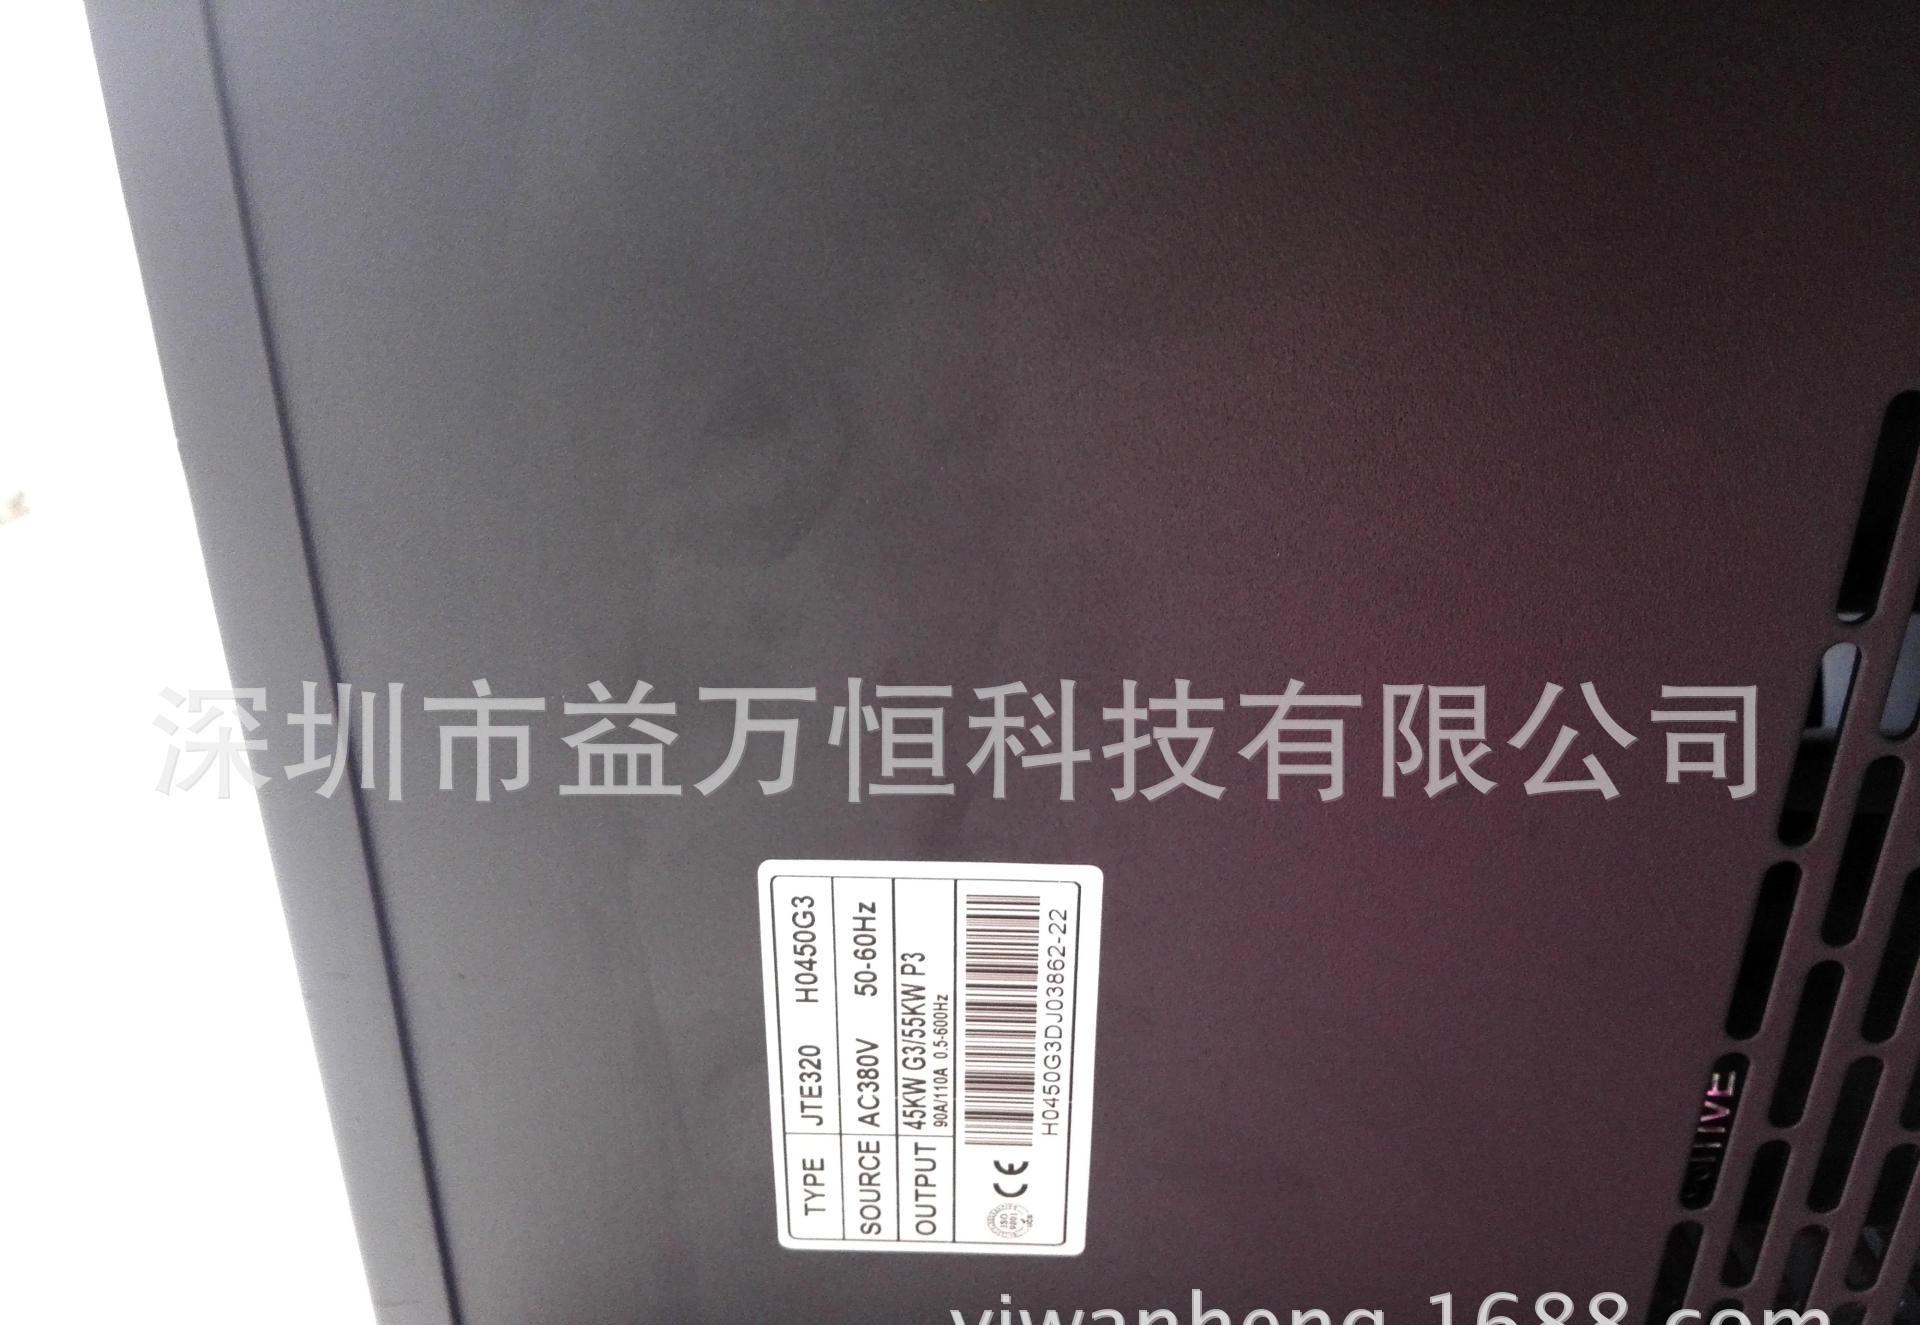 深圳市益万恒科技有限公司
TYPE JTE320 H0450G3
SOURCE AC380V 50-60Hz
OUTPUT 45KW G3/55KW P3
90A/110A 0.5-600Hz
CE
H0450G3DJ03862-22
yiwanheng.1688.com